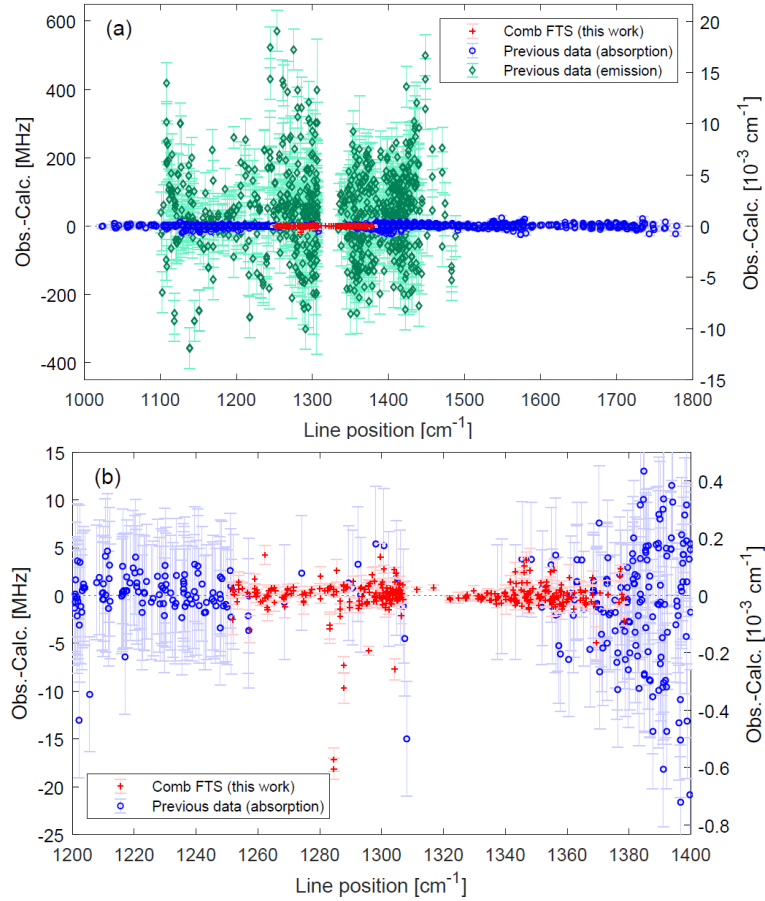 (a)
Comb FTS (this work)
Previous data (absorption)
Previous data (emission)
600
400
200
0
-200
-400
Obs.-Calc. [MHz]
20
15
10
5
0
-5
-10
-15
Obs.-Calc. [10-3 cm-1]
1000 1100 1200 1300 1400 1500 1600 1700 1800
Line position [cm-1]
(b)
15
10
5
0
-5
-10
-15
-20
-25
Obs.-Calc. [MHz]
0.4
0.2
0
-0.2
-0.4
-0.6
-0.8
Obs.-Calc. [10-3 cm-1]
Comb FTS (this work)
Previous data (absorption)
1200 1220 1240 1260 1280 1300 1320 1340 1360 1380 1400
Line position [cm-1]